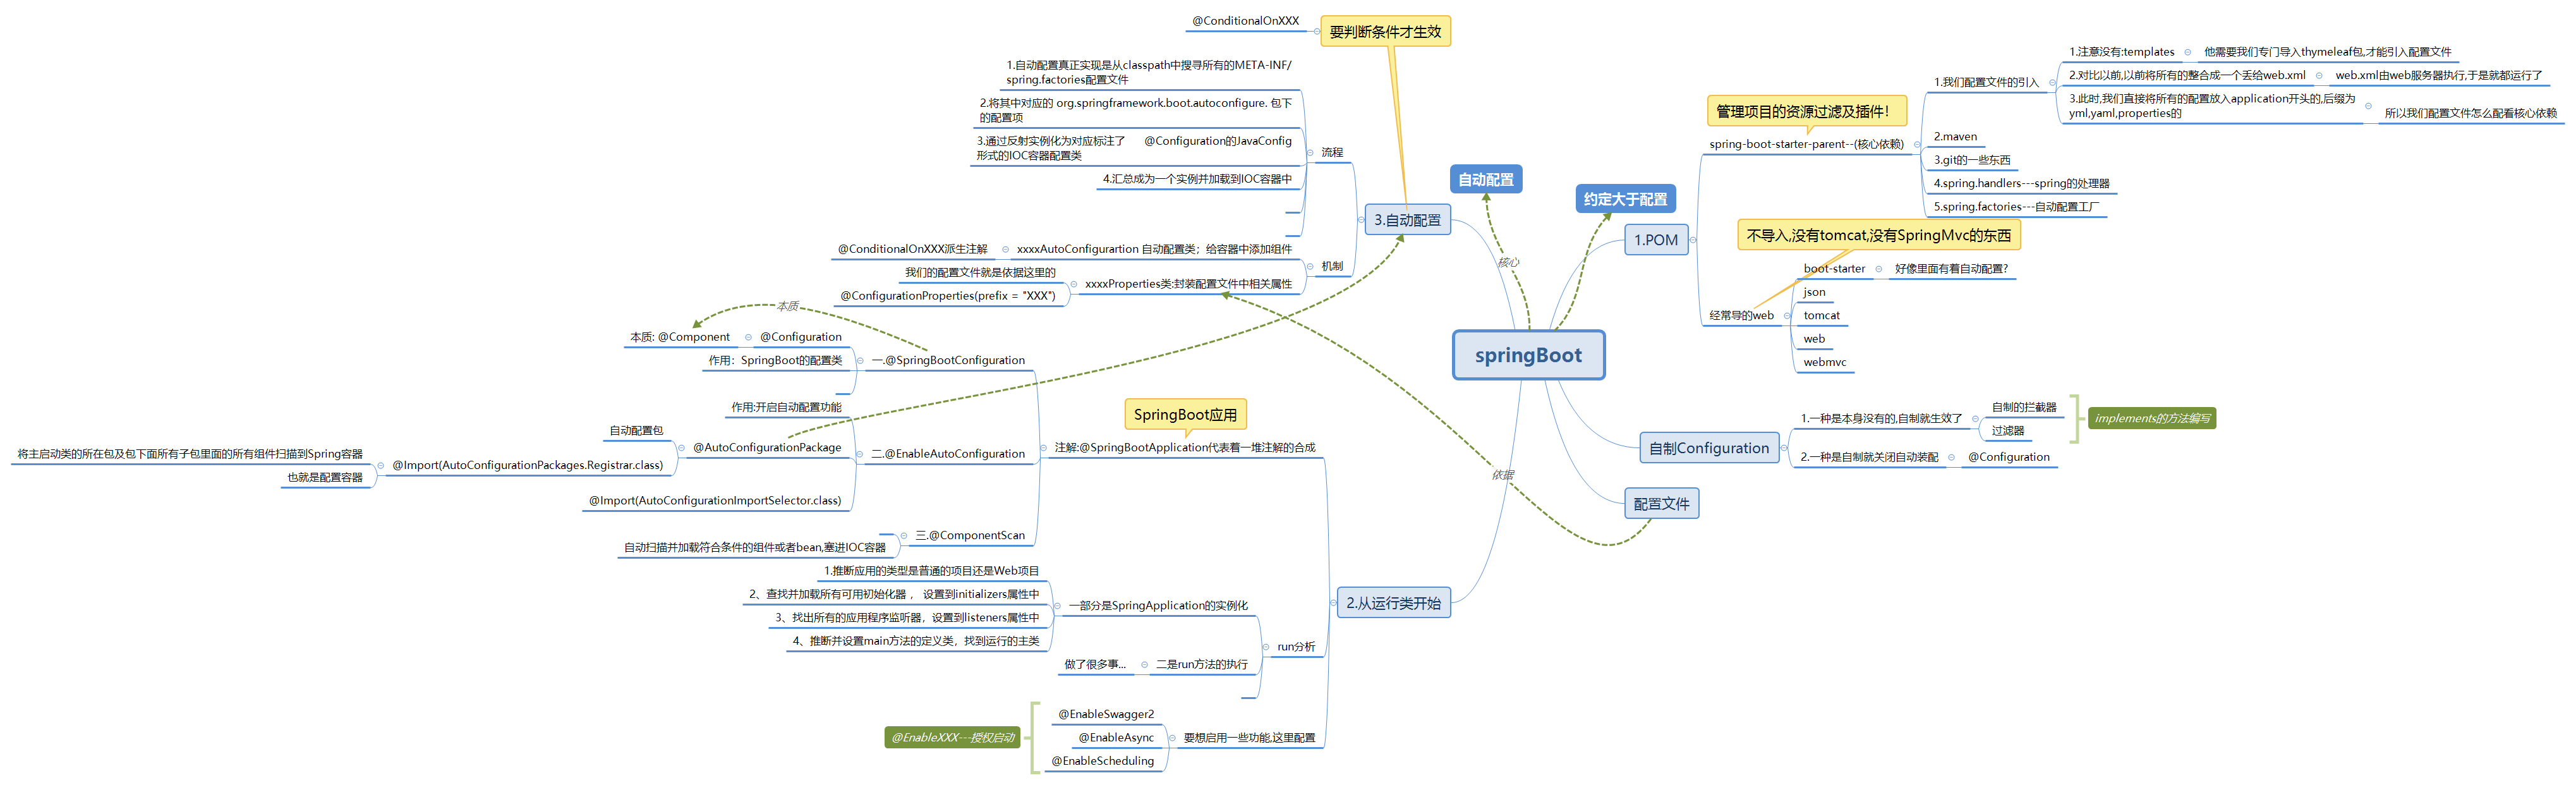 springBoot
自动配置
核心
约定大于配置
1.POM
管理项目的资源过滤及插件！
spring-boot-starter-parent--(核心依赖)
1.我们配置文件的引入
1.注意没有:templates
他需要我们专门导入thymeleaf包,才能引入配置文件
2.对比以前,以前将所有的整合成一个丢给web.xml
web.xml由web服务器执行,于是就都运行了
3.此时,我们直接将所有的配置放入application开头的,后缀为
yml,yaml,properties的
所以我们配置文件怎么配看核心依赖
2.maven
3.git的一些东西
4.spring.handlers---spring的处理器
5.spring.factories---自动配置工厂
不导入,没有tomcat,没有SpringMvc的东西
经常导的web
boot-starter
好像里面有着自动配置?
json
tomcat
web
webmvc
自制Configuration
1.一种是本身没有的,自制就生效了
自制的拦截器
过滤器
implements的方法编写
2.一种是自制就关闭自动装配
@Configuration
配置文件
依据
2.从运行类开始
SpringBoot应用
注解:@SpringBootApplication代表着一堆注解的合成
一.@SpringBootConfiguration
@Configuration
本质: @Component
本质
作用：SpringBoot的配置类
二.@EnableAutoConfiguration
作用:开启自动配置功能
@AutoConfigurationPackage
自动配置包
@Import(AutoConfigurationPackages.Registrar.class)
将主启动类的所在包及包下面所有子包里面的所有组件扫描到Spring容器
也就是配置容器
@Import(AutoConfigurationImportSelector.class)
三.@ComponentScan
自动扫描并加载符合条件的组件或者bean,塞进IOC容器
run分析
一部分是SpringApplication的实例化
1.推断应用的类型是普通的项目还是Web项目
2、查找并加载所有可用初始化器 ， 设置到initializers属性中
3、找出所有的应用程序监听器，设置到listeners属性中
4、推断并设置main方法的定义类，找到运行的主类
二是run方法的执行
做了很多事...
要想启用一些功能,这里配置
@EnableSwagger2
@EnableAsync
@EnableScheduling
@EnableXXX---授权启动
3.自动配置
要判断条件才生效
@ConditionalOnXXX
流程
1.自动配置真正实现是从classpath中搜寻所有的META-INF/
spring.factories配置文件
2.将其中对应的 org.springframework.boot.autoconfigure. 包下
的配置项
3.通过反射实例化为对应标注了 @Configuration的JavaConfig
形式的IOC容器配置类
4.汇总成为一个实例并加载到IOC容器中
机制
xxxxAutoConfigurartion 自动配置类；给容器中添加组件
@ConditionalOnXXX派生注解
xxxxProperties类:封装配置文件中相关属性
我们的配置文件就是依据这里的
@ConfigurationProperties(prefix = "XXX")